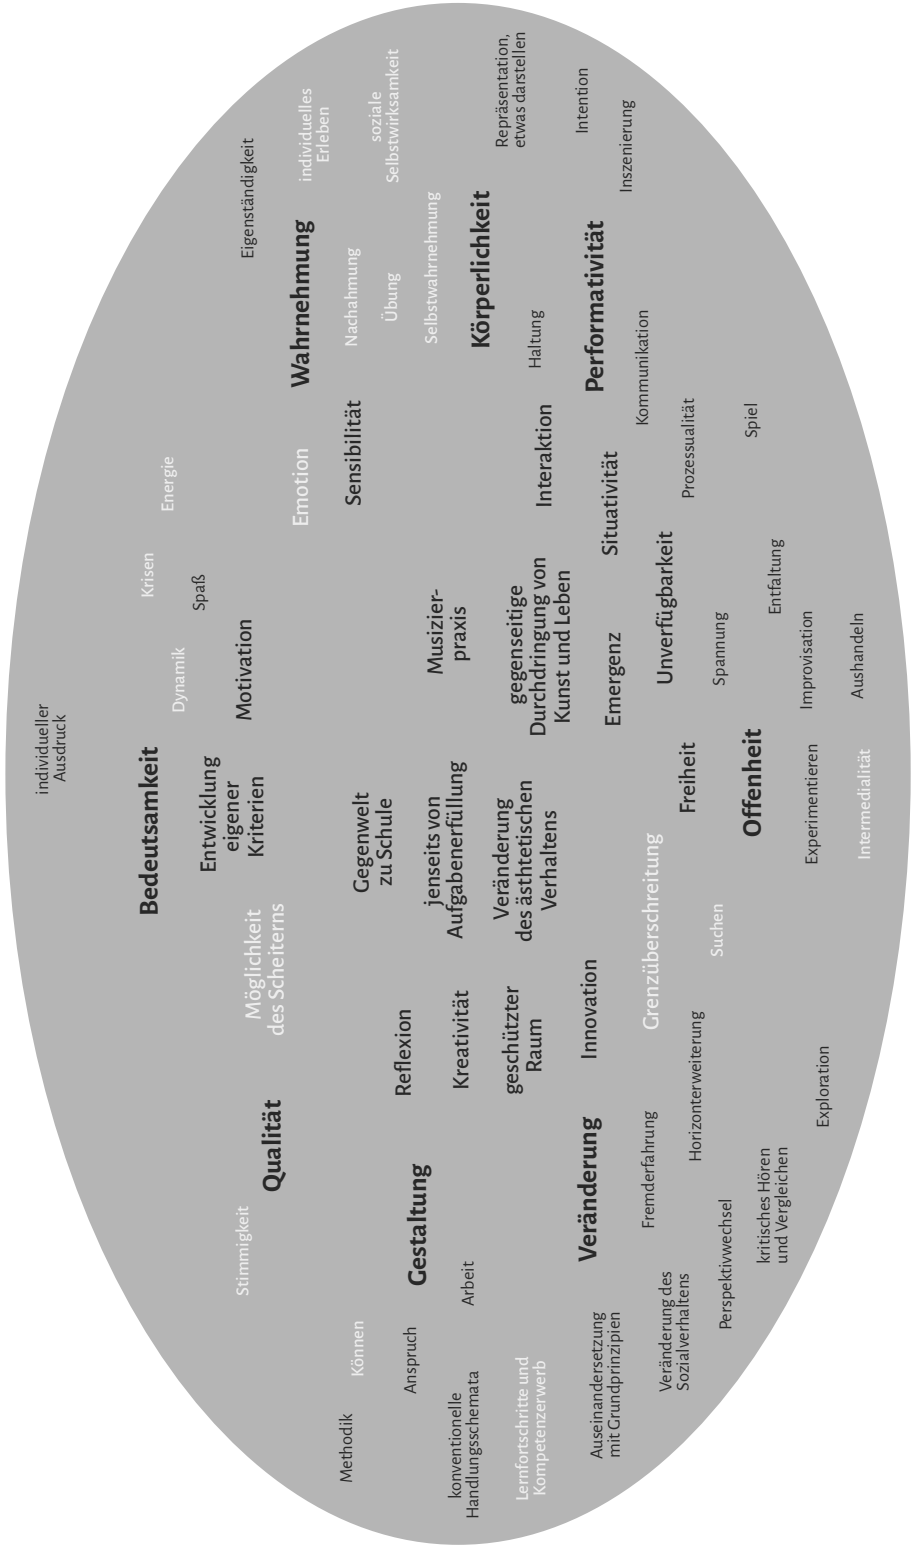 individueller
Ausdruck
Krisen
Energie
Dynamik
Spaß
Bedeutsamkeit
Motivation
Entwicklung
eigener
Kriterien
Eigenständigkeit
Möglichkeit
des Scheiterns
Stimmigkeit
Qualität
Emotion
Wahrnehmung
individuelles
Erleben
Sensibilität
Nachahmung
Übung
soziale
Selbstwirksamkeit
Methodik
Können
Gegenwelt
zu Schule
Reflexion
Anspruch
Gestaltung
Selbstwahrnehmung
Musizier-
praxis
jenseits von
Aufgabenerfüllung
Kreativität
Arbeit
konventionelle
Handlungsschemata
Körperlichkeit
Repräsentation,
etwas darstellen
Haltung
Interaktion
gegenseitige
Durchdringung von
Kunst und Leben
Veränderung
des ästhtetischen
Verhaltens
geschützter
Raum
Lernfortschritte und
Kompetenzerwerb
Intention
Performativität
Situativität
Emergenz
Innovation
Veränderung
Auseinandersetzung
mit Grundprinzipien
Inszenierung
Kommunikation
Unverfügbarkeit
Grenzüberschreitung
Fremderfahrung
Veränderung des
Sozialverhaltens
Prozessualität
Freiheit
Horizonterweiterung
Spannung
Suchen
Perspektivwechsel
Spiel
Offenheit
kritisches Hören
und Vergleichen
Entfaltung
Improvisation
Experimentieren
Exploration
Aushandeln
Intermedialität